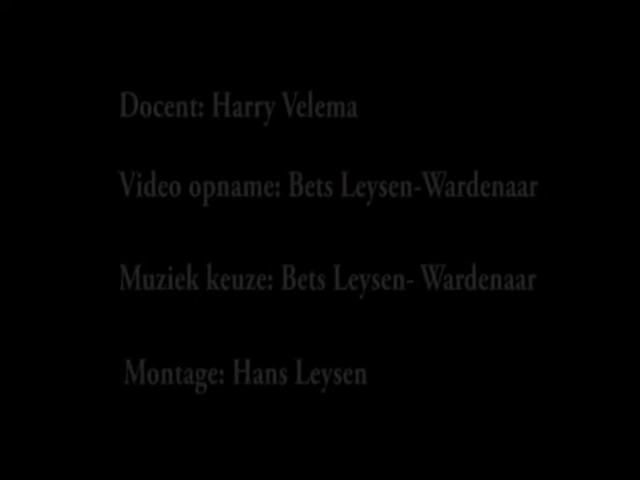 Docent: Harry Velema
Video opname: Bets Leysen-Wardenaar
Muziek keuze: Bets Leysen- Wardenaar
Montage: Hans Leysen